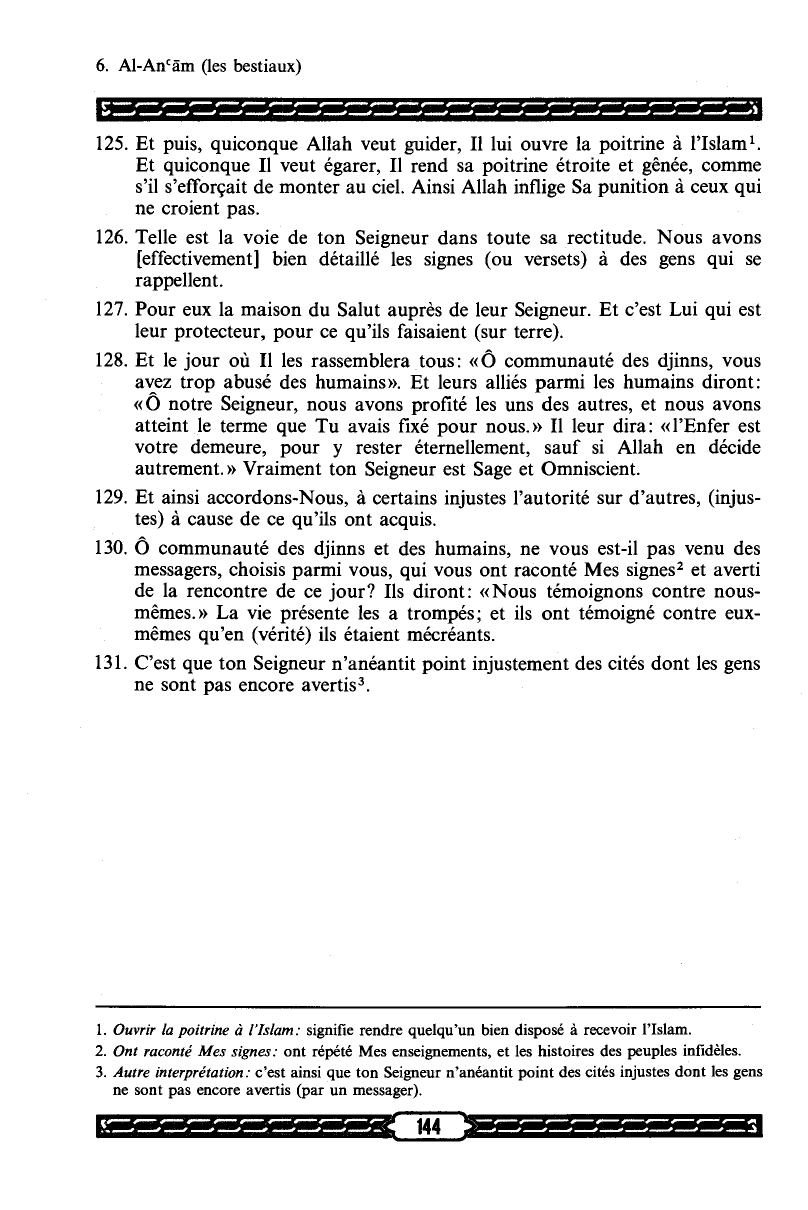 6. Al-Anᶜām (les bestiaux)
125. Et puis, quiconque Allah veut guider, Il lui ouvre la poitrine à l’Islam¹.
Et quiconque Il veut égarer, Il rend sa poitrine étroite et gênée, comme
s’il s’efforçait de monter au ciel. Ainsi Allah inflige Sa punition à ceux qui
ne croient pas.
126. Telle est la voie de ton Seigneur dans toute sa rectitude. Nous avons
[effectivement] bien détaillé les signes (ou versets) à des gens qui se
rappellent.
127. Pour eux la maison du Salut auprès de leur Seigneur. Et c’est Lui qui est
leur protecteur, pour ce qu’ils faisaient (sur terre).
128. Et le jour où Il les rassemblera tous: «Ô communauté des djinns, vous
avez trop abusé des humains». Et leurs alliés parmi les humains diront:
«Ô notre Seigneur, nous avons profité les uns des autres, et nous avons
atteint le terme que Tu avais fixé pour nous.» Il leur dira: «l’Enfer est
votre demeure, pour y rester éternellement, sauf si Allah en décide
autrement.» Vraiment ton Seigneur est Sage et Omniscient.
129. Et ainsi accordons-Nous, à certains injustes l’autorité sur d’autres, (injus-
tes) à cause de ce qu’ils ont acquis.
130. Ô communauté des djinns et des humains, ne vous est-il pas venu des
messagers, choisis parmi vous, qui vous ont raconté Mes signes² et averti
de la rencontre de ce jour? Ils diront: «Nous témoignons contre nous-
mêmes.» La vie présente les a trompés; et ils ont témoigné contre eux-
mêmes qu’en (vérité) ils étaient mécréants.
131. C’est que ton Seigneur n’anéantit point injustement des cités dont les gens
ne sont pas encore avertis³.
1. Ouvrir la poitrine à l’Islam: signifie rendre quelqu’un bien disposé à recevoir l’Islam.
2. Ont raconté Mes signes: ont répété Mes enseignements, et les histoires des peuples infidèles.
3. Autre interprétation: c’est ainsi que ton Seigneur n’anéantit point des cités injustes dont les gens
ne sont pas encore avertis (par un messager).
144